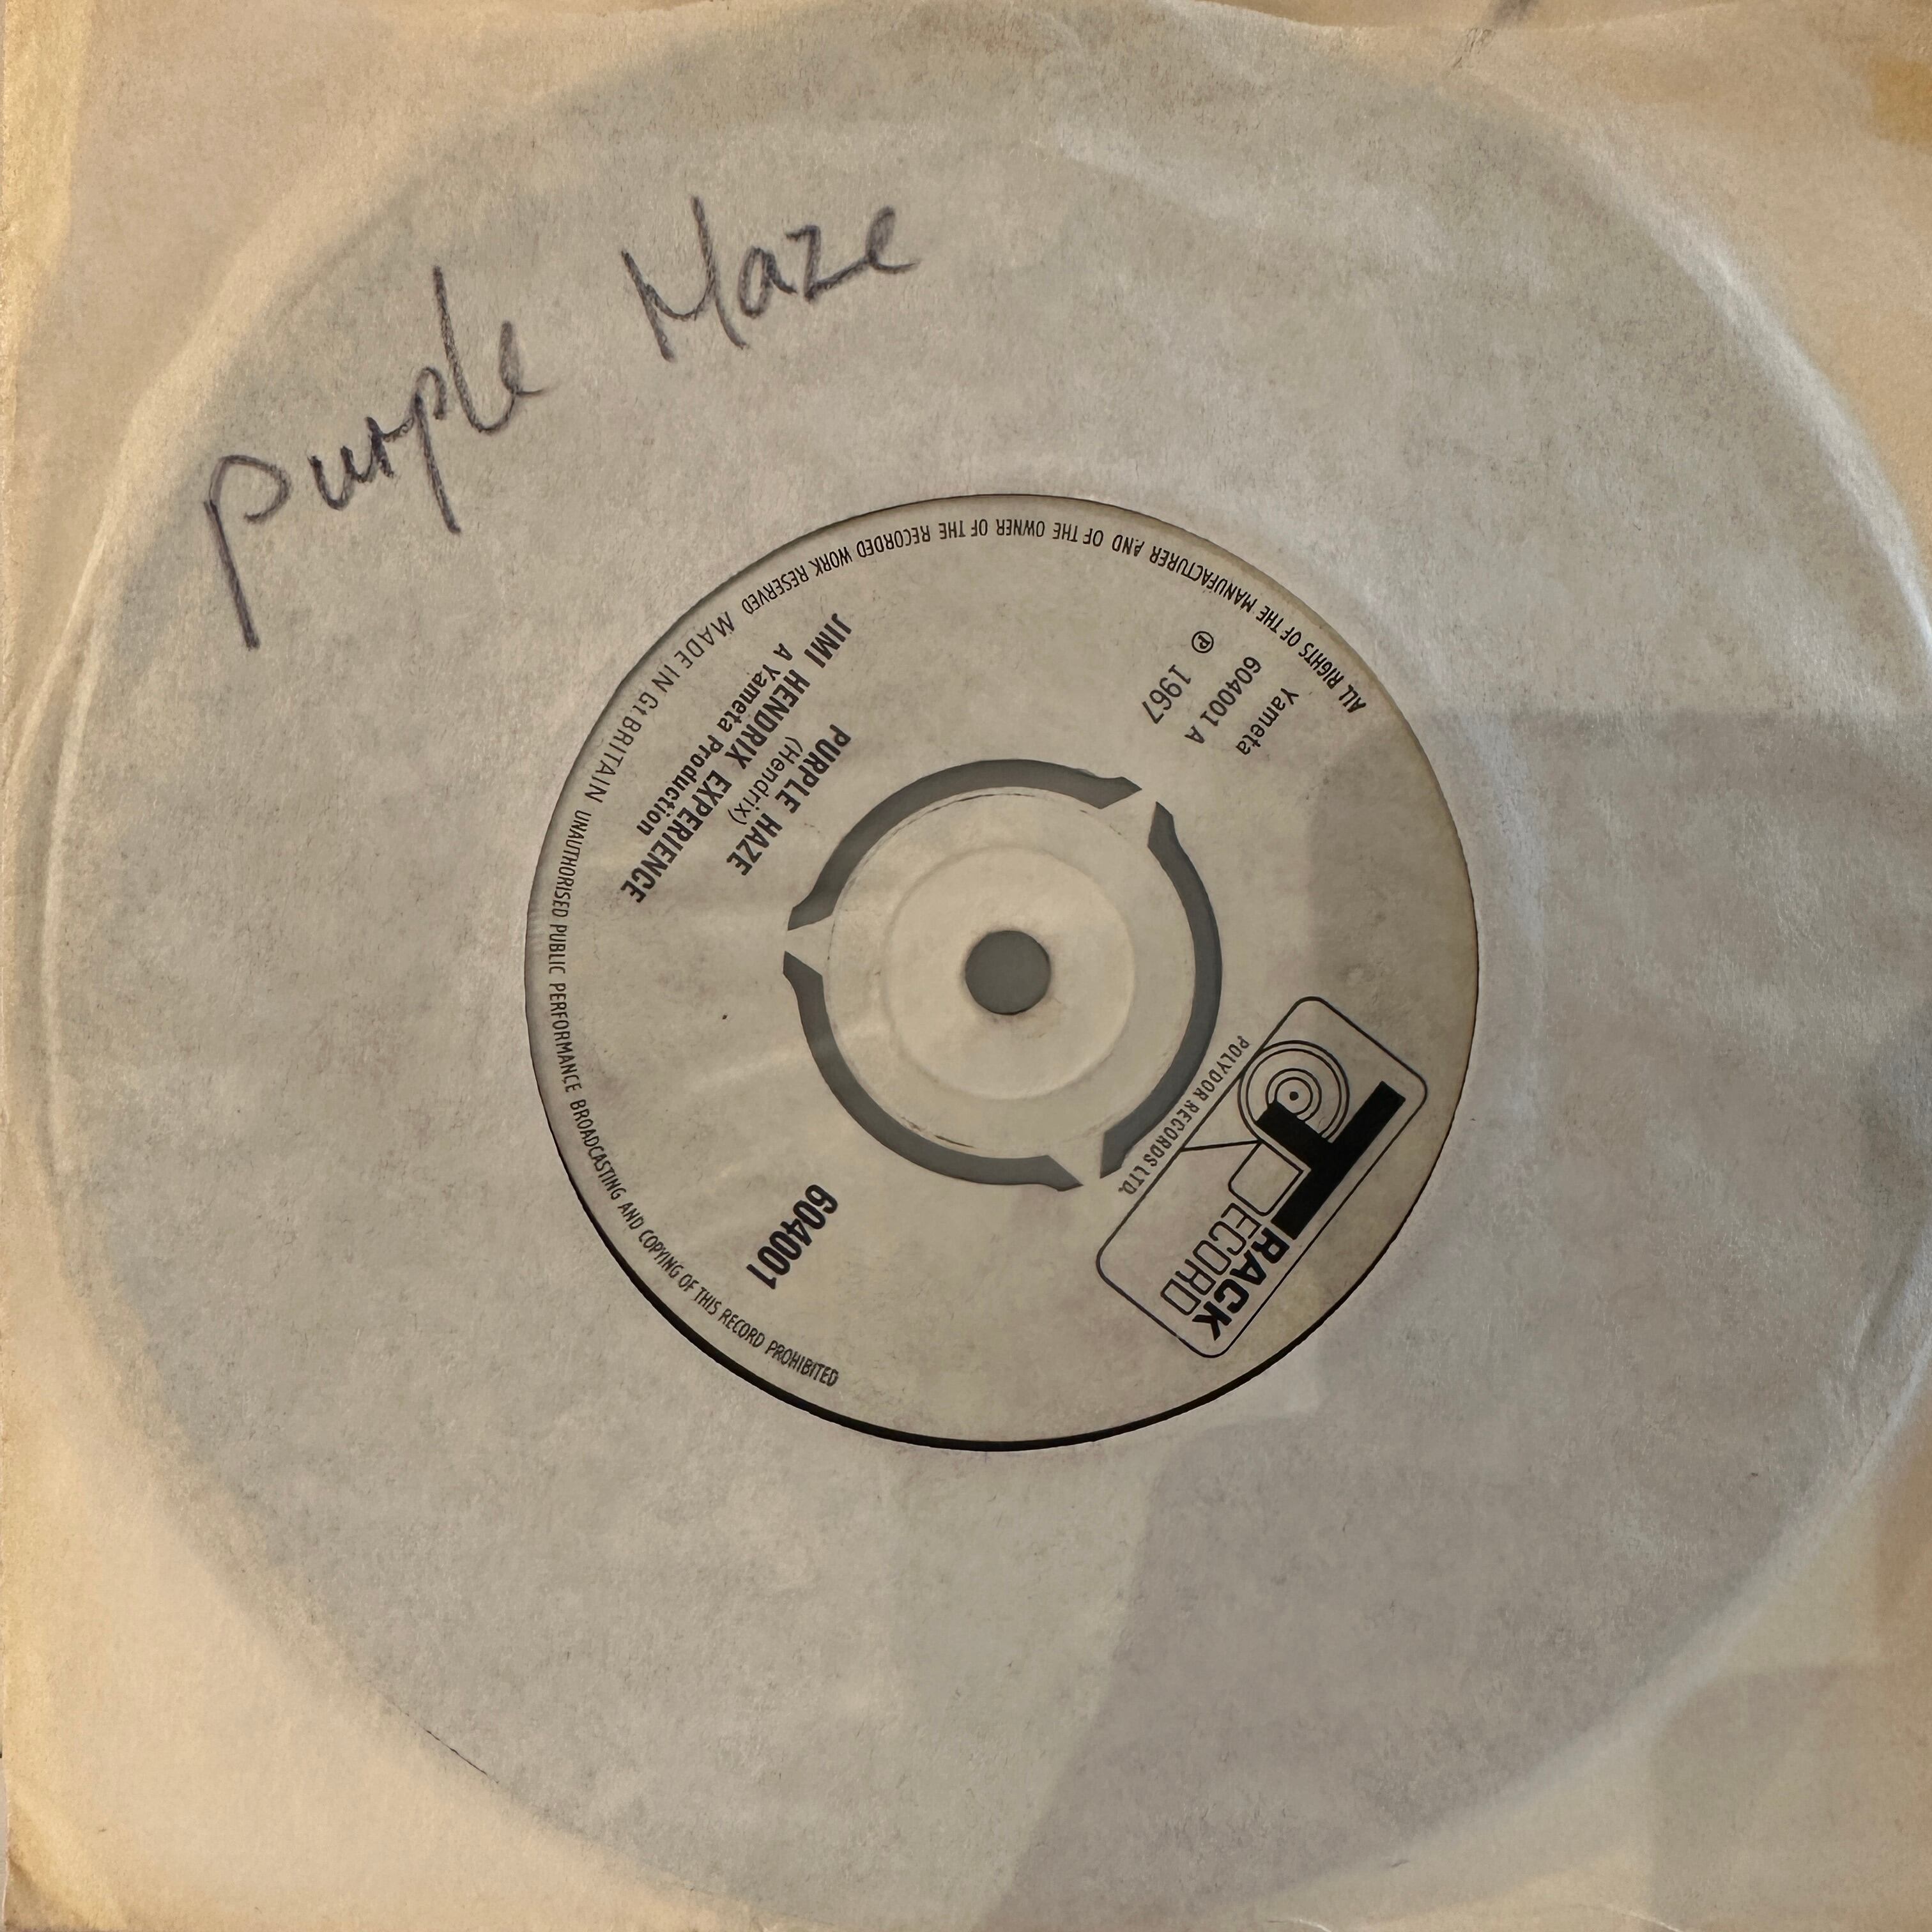 Purple Haze
TRACK
RECORD
POLYDOR RECORDS LTD.
Yameta
604001 A
℗ 1967
604001
PURPLE HAZE
(Hendrix)
JIMI HENDRIX EXPERIENCE
A Yameta Production
ALL RIGHTS OF THE MANUFACTURER AND OF THE OWNER OF THE RECORDED WORK RESERVED MADE IN Gt BRITAIN UNAUTHORISED PUBLIC PERFORMANCE BROADCASTING AND COPYING OF THIS RECORD PROHIBITED